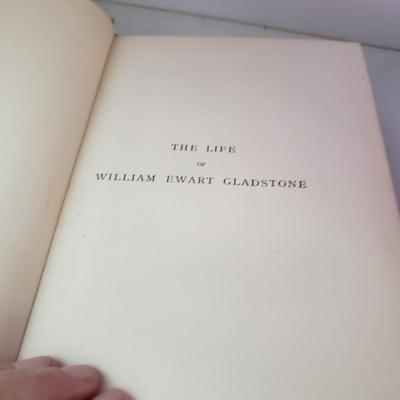 THE LIFE
OF
WILLIAM EWART GLADSTONE